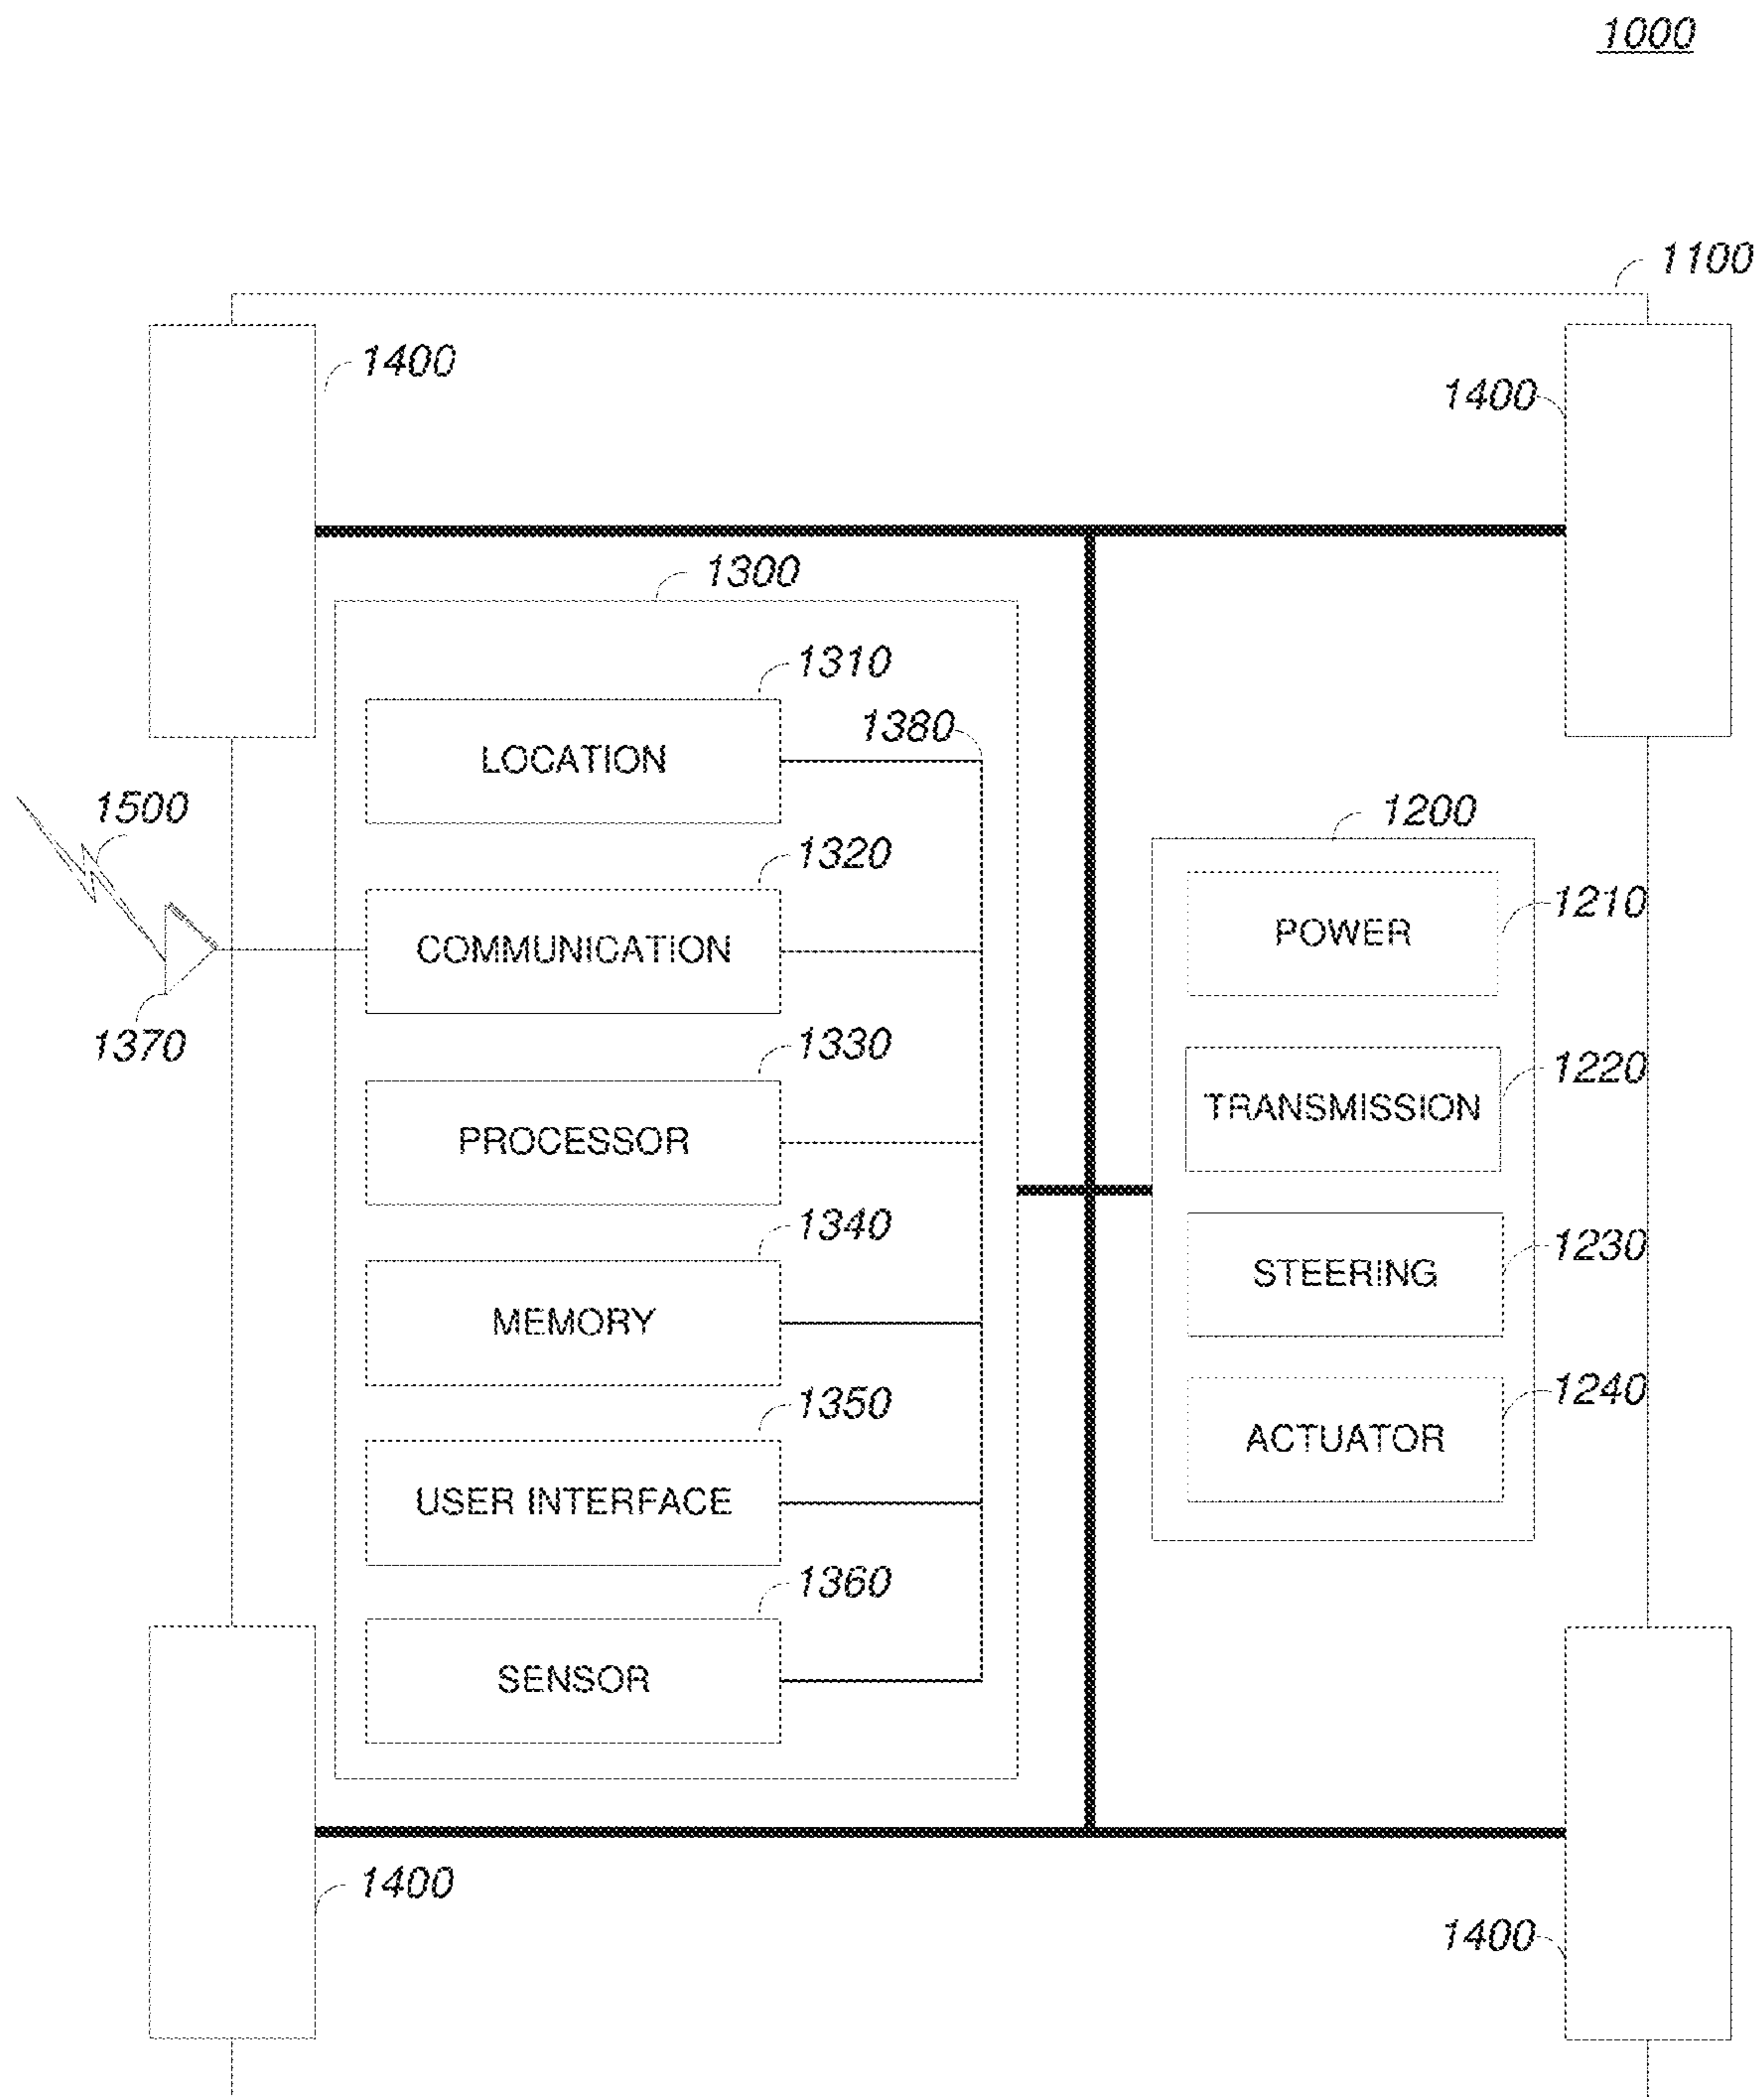 1000
1100
1400
1400
1300
1310
1380
LOCATION
1500
1200
1320
1210
POWER
COMMUNICATION
1370
1330
1220
TRANSMISSION
PROCESSOR
1340
1230
STEERING
MEMORY
1350
1240
ACTUATOR
USER INTERFACE
1360
SENSOR
1400
1400